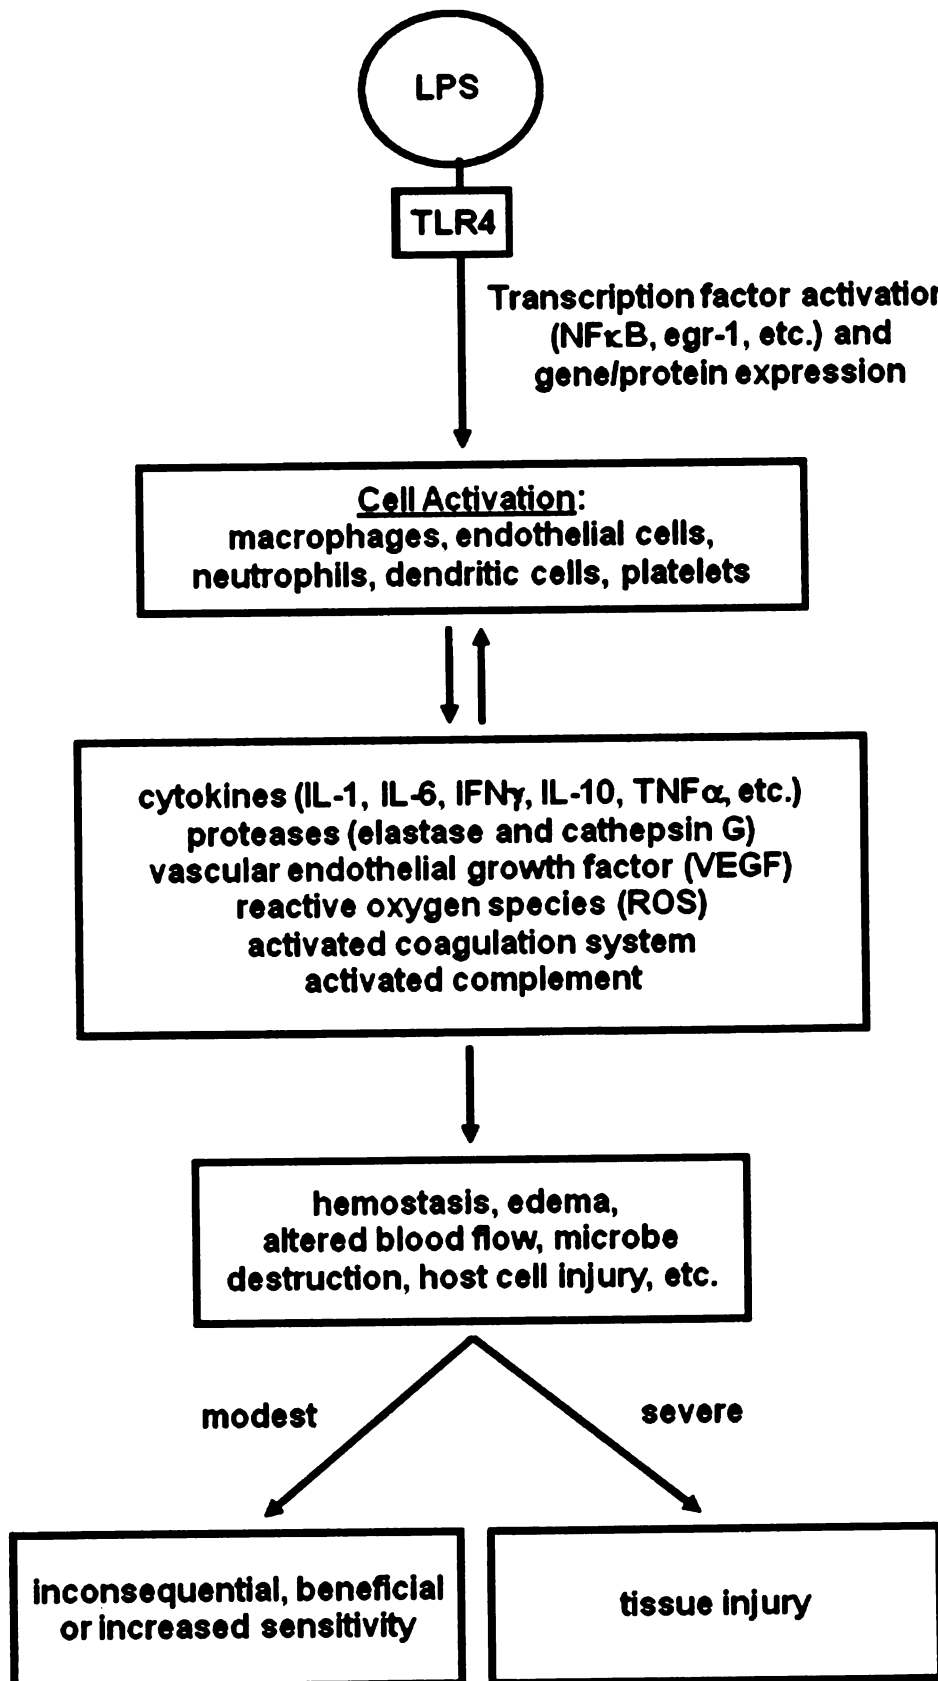 LPS
TLR4
Transcription factor activation
(NFκB, egr-1, etc.) and
gene/protein expression
Cell Activation:
macrophages, endothelial cells,
neutrophils, dendritic cells, platelets
cytokines (IL-1, IL-6, IFNγ, IL-10, TNFα, etc.)
proteases (elastase and cathepsin G)
vascular endothelial growth factor (VEGF)
reactive oxygen species (ROS)
activated coagulation system
activated complement
hemostasis, edema,
altered blood flow, microbe
destruction, host cell injury, etc.
modest
severe
inconsequential, beneficial
or increased sensitivity
tissue injury